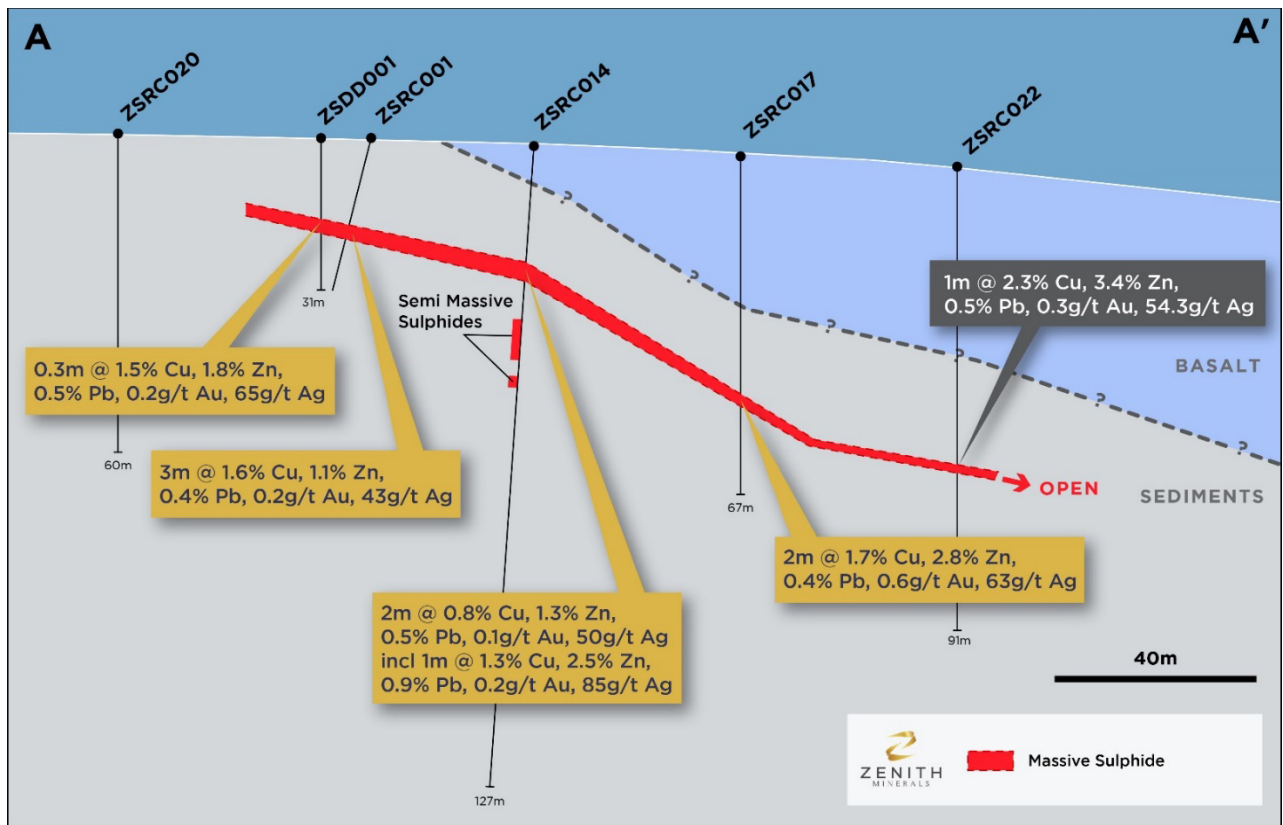 A
A'
ZSRC020
ZSDD001
ZSRC001
ZSRC014
ZSRC017
ZSRC022
?
?
?
?
?
?
?
31m
Semi Massive
Sulphides
1m @ 2.3% Cu, 3.4% Zn,
0.5% Pb, 0.3g/t Au, 54.3g/t Ag
BASALT
0.3m @ 1.5% Cu, 1.8% Zn,
0.5% Pb, 0.2g/t Au, 65g/t Ag
60m
3m @ 1.6% Cu, 1.1% Zn,
0.4% Pb, 0.2g/t Au, 43g/t Ag
OPEN
SEDIMENTS
67m
2m @ 1.7% Cu, 2.8% Zn,
0.4% Pb, 0.6g/t Au, 63g/t Ag
2m @ 0.8% Cu, 1.3% Zn,
0.5% Pb, 0.1g/t Au, 50g/t Ag
incl 1m @ 1.3% Cu, 2.5% Zn,
0.9% Pb, 0.2g/t Au, 85g/t Ag
91m
40m
127m
ZENITH
MINERALS
Massive Sulphide